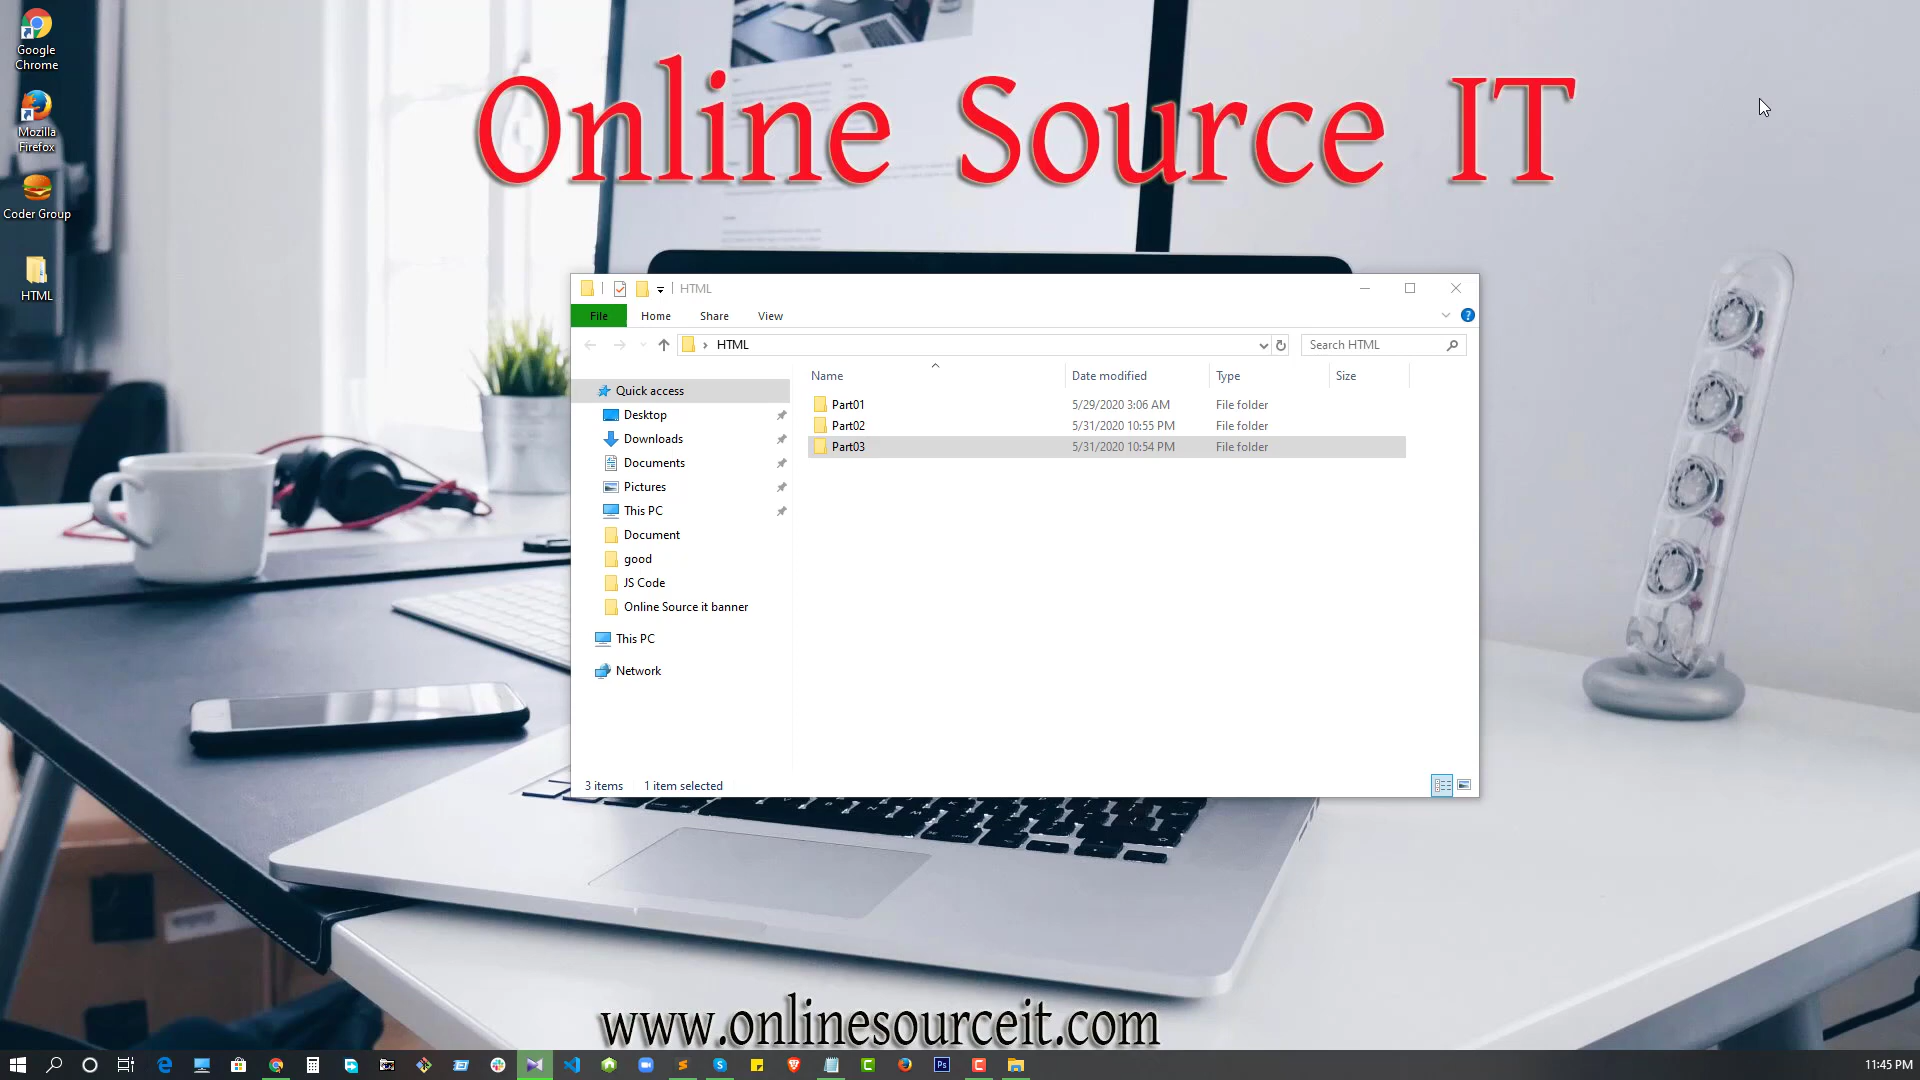 Google
Chrome
Mozilla
Firefox
Coder Group
HTML
Online Source IT
HTML
File Home Share View
HTML
Search HTML
Name Date modified Type Size
Quick access
Desktop
Downloads
Documents
Pictures
This PC
Document
good
JS Code
Online Source it banner
This PC
Network
Part01 5/29/2020 3:06 AM File folder
Part02 5/31/2020 10:55 PM File folder
Part03 5/31/2020 10:54 PM File folder
3 items 1 item selected
www.onlinesourceit.com
Ps
11:45 PM